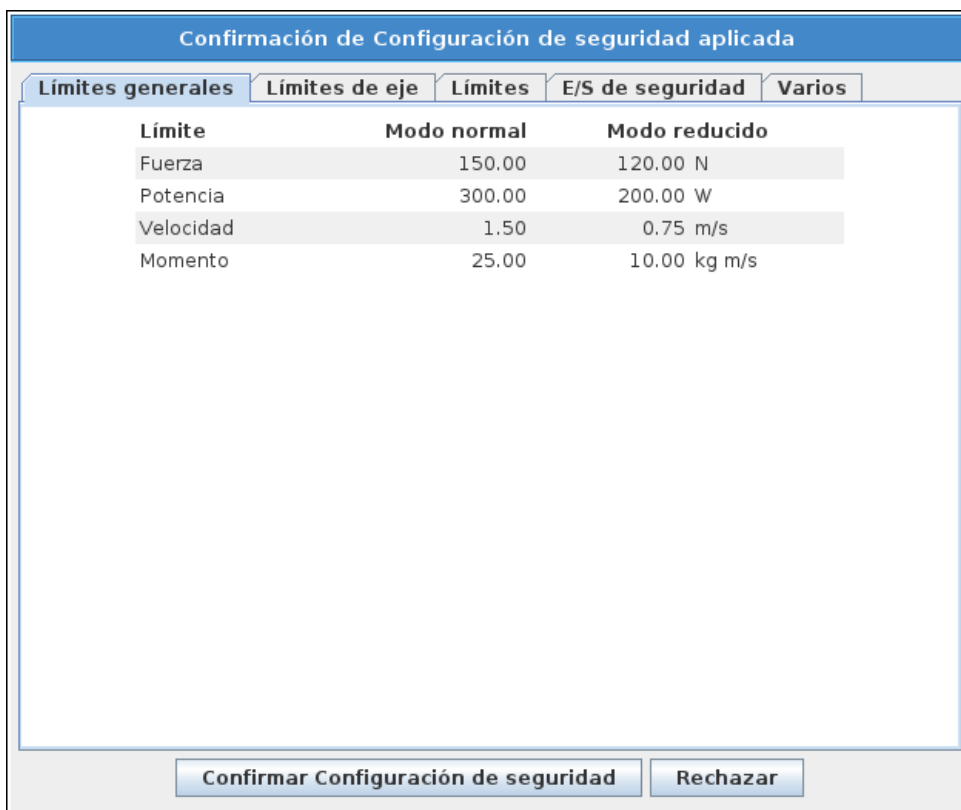 Confirmación de Configuración de seguridad aplicada
Límites generales Límites de eje Límites E/S de seguridad Varios
Límite Modo normal Modo reducido
Fuerza 150.00 120.00 N
Potencia 300.00 200.00 W
Velocidad 1.50 0.75 m/s
Momento 25.00 10.00 kg m/s
Confirmar Configuración de seguridad Rechazar